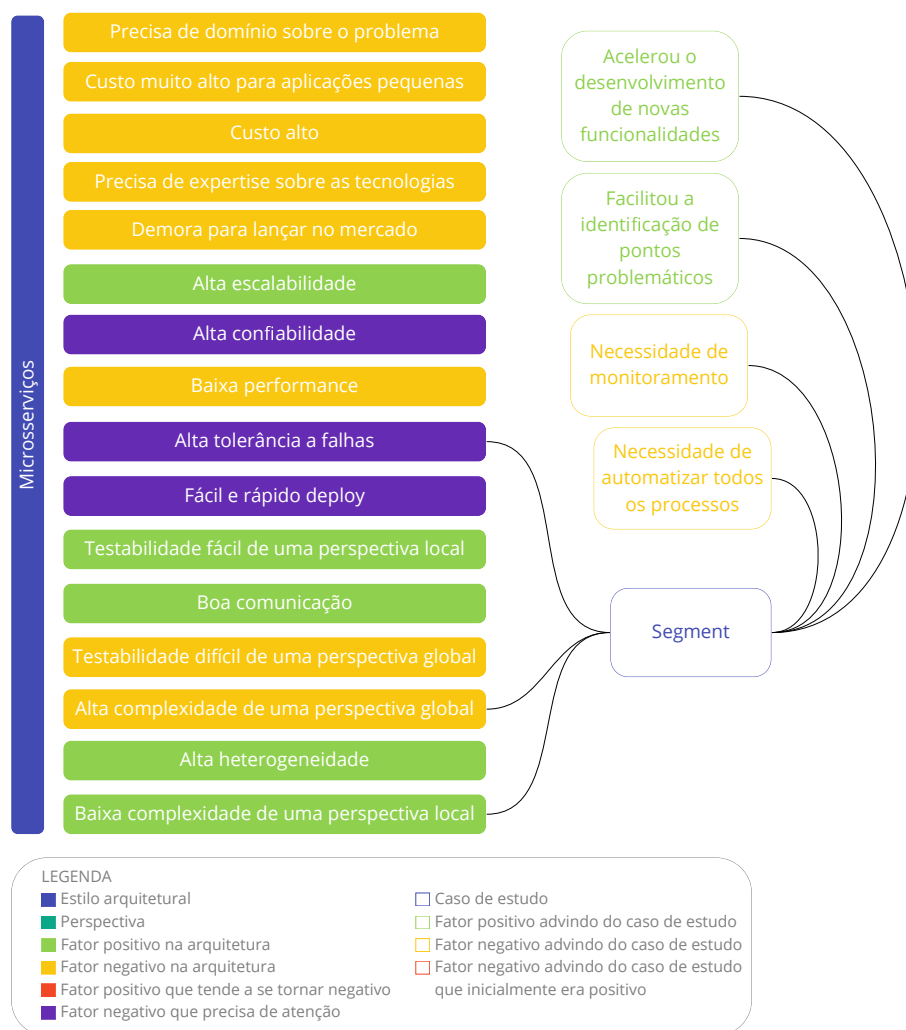 Microsserviços
Precisa de domínio sobre o problema
Custo muito alto para aplicações pequenas
Custo alto
Precisa de expertise sobre as tecnologias
Demora para lançar no mercado
Alta escalabilidade
Alta confiabilidade
Baixa performance
Alta tolerância a falhas
Fácil e rápido deploy
Testabilidade fácil de uma perspectiva local
Boa comunicação
Testabilidade difícil de uma perspectiva global
Alta complexidade de uma perspectiva global
Alta heterogeneidade
Baixa complexidade de uma perspectiva local
Acelerou o
desenvolvimento
de novas
funcionalidades
Facilitou a
identificação de
pontos
problemáticos
Necessidade de
monitoramento
Necessidade de
automatizar todos
os processos
Segment
LEGENDA
Estilo arquitetural
Perspectiva
Fator positivo na arquitetura
Fator negativo na arquitetura
Fator positivo que tende a se tornar negativo
Fator negativo que precisa de atenção
Caso de estudo
Fator positivo advindo do caso de estudo
Fator negativo advindo do caso de estudo
Fator negativo advindo do caso de estudo
que inicialmente era positivo